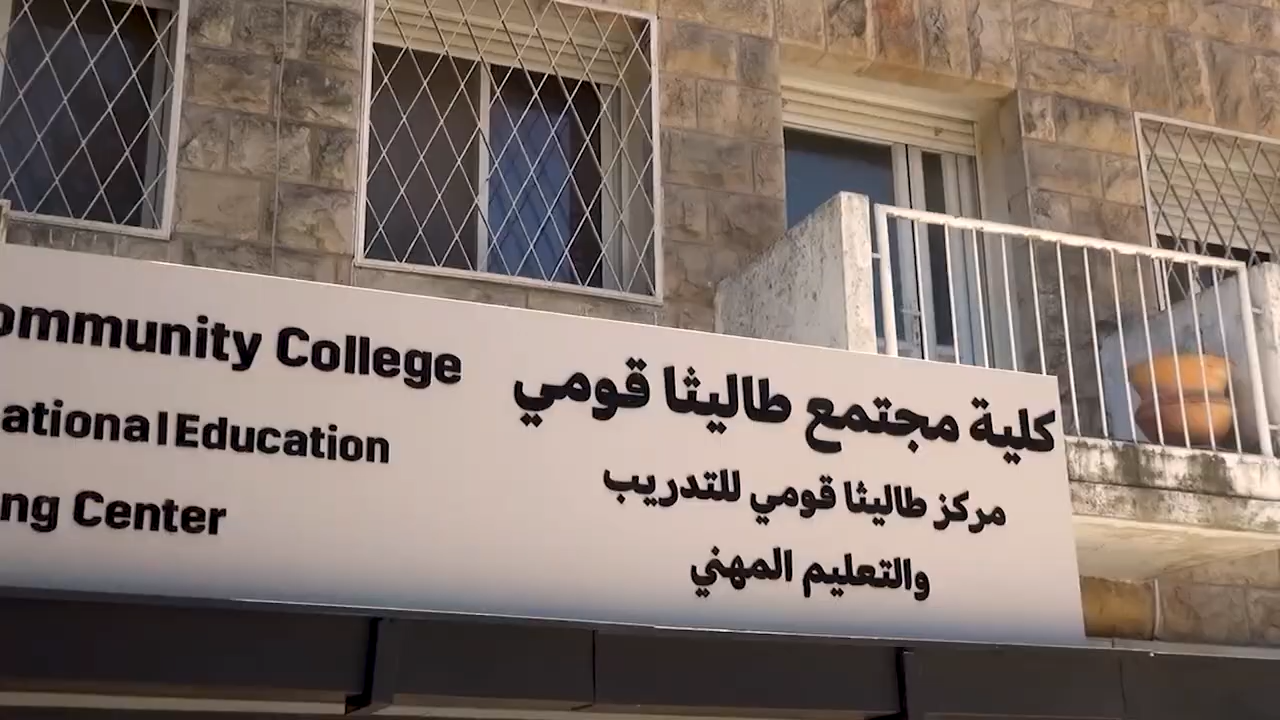 ommunity College
ational Education
ng Center
كلية مجتمع طاليثا قومي
مركز طاليثا قومي للتدريب
والتعليم المهني